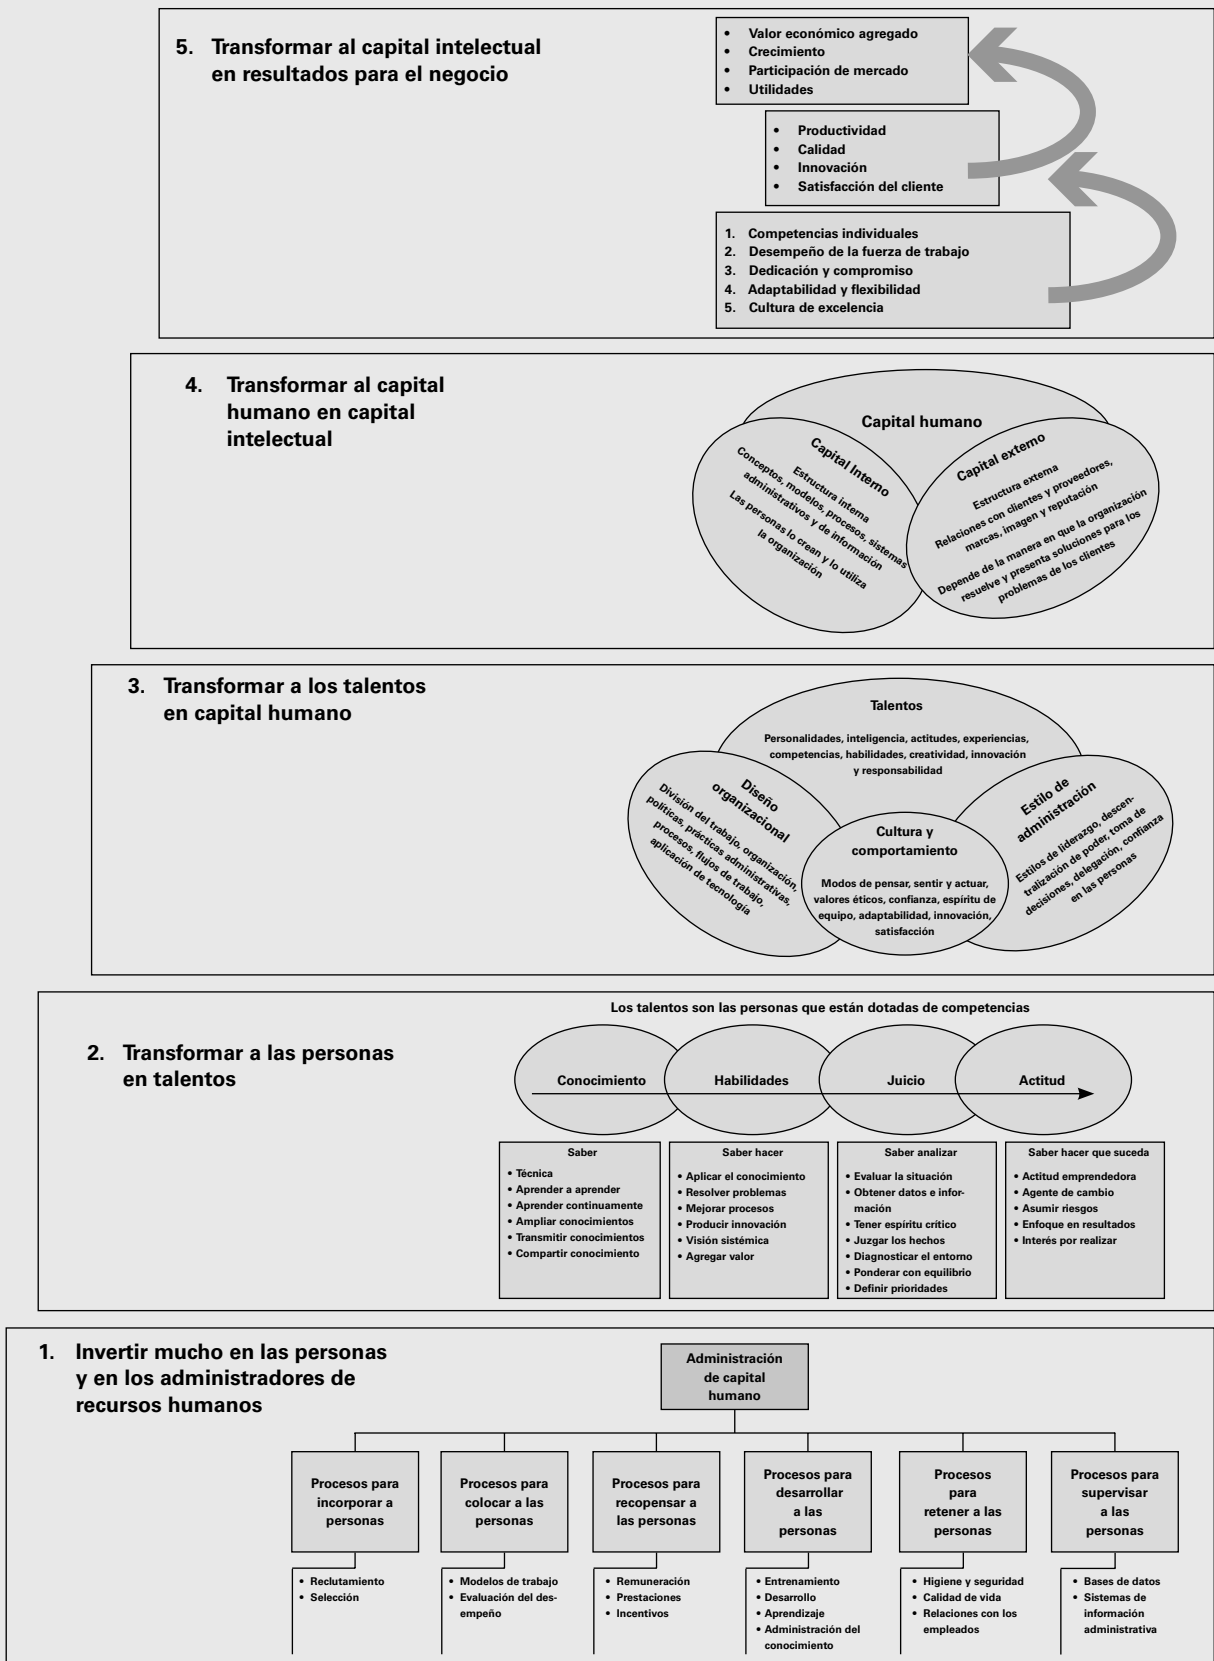 5. Transformar al capital intelectual
en resultados para el negocio
• Valor económico agregado
• Crecimiento
• Participación de mercado
• Utilidades
• Productividad
• Calidad
• Innovación
• Satisfacción del cliente
1. Competencias individuales
2. Desempeño de la fuerza de trabajo
3. Dedicación y compromiso
4. Adaptabilidad y flexibilidad
5. Cultura de excelencia
4. Transformar al capital
humano en capital
intelectual
Capital humano
Capital Interno
Estructura interna
Conceptos, modelos, procesos, sistemas
administrativos y de información
Las personas lo crean y lo utiliza
la organización
Capital externo
Estructura externa
Relaciones con clientes y proveedores,
marcas, imagen y reputación
Depende de la manera en que la organización
resuelve y presenta soluciones para los
problemas de los clientes
3. Transformar a los talentos
en capital humano
Talentos
Personalidades, inteligencia, actitudes, experiencias,
competencias, habilidades, creatividad, innovación
y responsabilidad
Diseño
organizacional
División del trabajo, organización,
políticas, prácticas administrativas,
procesos, flujos de trabajo,
aplicación de tecnología
Cultura y
comportamiento
Modos de pensar, sentir y actuar,
valores éticos, confianza, espíritu de
equipo, adaptabilidad, innovación,
satisfacción
Estilo de
administración
Estilos de liderazgo, descen-
tralización de poder, toma de
decisiones, delegación, confianza
en las personas
Los talentos son las personas que están dotadas de competencias
2. Transformar a las personas
en talentos
Conocimiento
Habilidades
Juicio
Actitud
Saber
• Técnica
• Aprender a aprender
• Aprender continuamente
• Ampliar conocimientos
• Transmitir conocimientos
• Compartir conocimiento
Saber hacer
• Aplicar el conocimiento
• Resolver problemas
• Mejorar procesos
• Producir innovación
• Visión sistémica
• Agregar valor
Saber analizar
• Evaluar la situación
• Obtener datos e infor-
mación
• Tener espíritu crítico
• Juzgar los hechos
• Diagnosticar el entorno
• Ponderar con equilibrio
• Definir prioridades
Saber hacer que suceda
• Actitud emprendedora
• Agente de cambio
• Asumir riesgos
• Enfoque en resultados
• Interés por realizar
1. Invertir mucho en las personas
y en los administradores de
recursos humanos
Administración
de capital
humano
Procesos para
incorporar a
personas
Procesos para
colocar a las
personas
Procesos para
recopensar a
las personas
Procesos para
desarrollar
a las
personas
Procesos
para
retener a las
personas
Procesos para
supervisar
a las
personas
• Reclutamiento
• Selección
• Modelos de trabajo
• Evaluación del des-
empeño
• Remuneración
• Prestaciones
• Incentivos
• Entrenamiento
• Desarrollo
• Aprendizaje
• Administración del
conocimiento
• Higiene y seguridad
• Calidad de vida
• Relaciones con los
empleados
• Bases de datos
• Sistemas de
información
administrativa